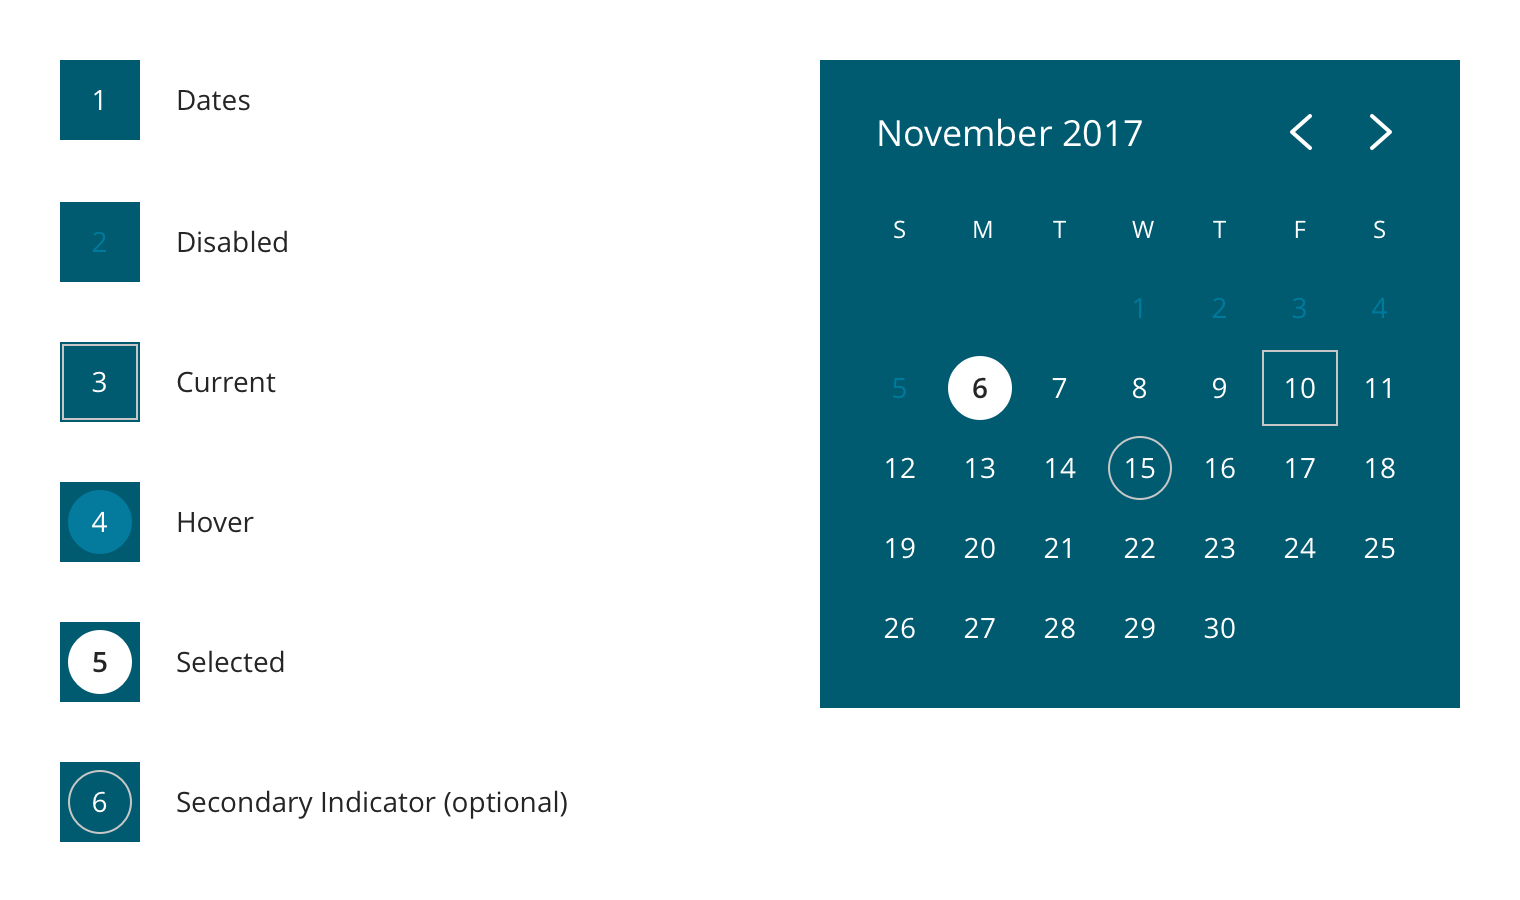 1 Dates
2 Disabled
3 Current
4 Hover
5 Selected
6 Secondary Indicator (optional)
November 2017
S M T W T F S
1 2 3 4
5 6 7 8 9 10 11
12 13 14 15 16 17 18
19 20 21 22 23 24 25
26 27 28 29 30